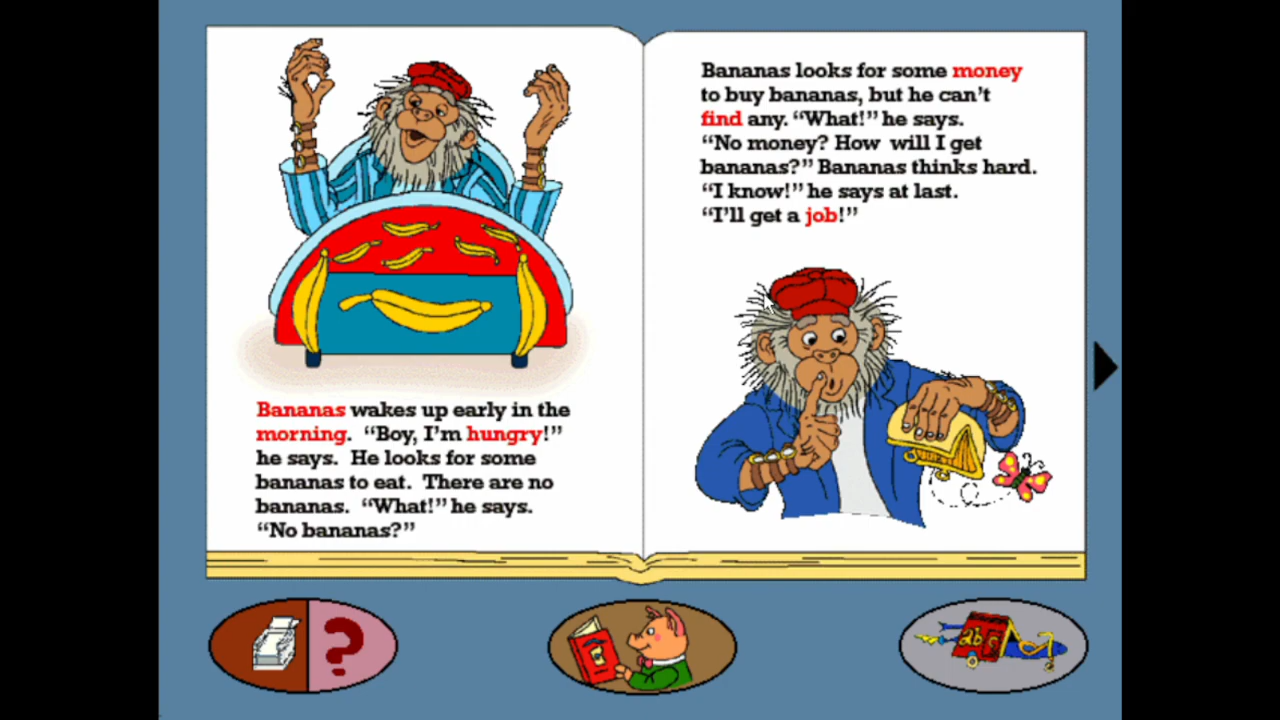 Bananas wakes up early in the
morning. “Boy, I’m hungry!”
he says. He looks for some
bananas to eat. There are no
bananas. “What!” he says.
“No bananas?”
Bananas looks for some money
to buy bananas, but he can’t
find any. “What!” he says.
“No money? How will I get
bananas?” Bananas thinks hard.
“I know!” he says at last.
“I’ll get a job!”
?
abc